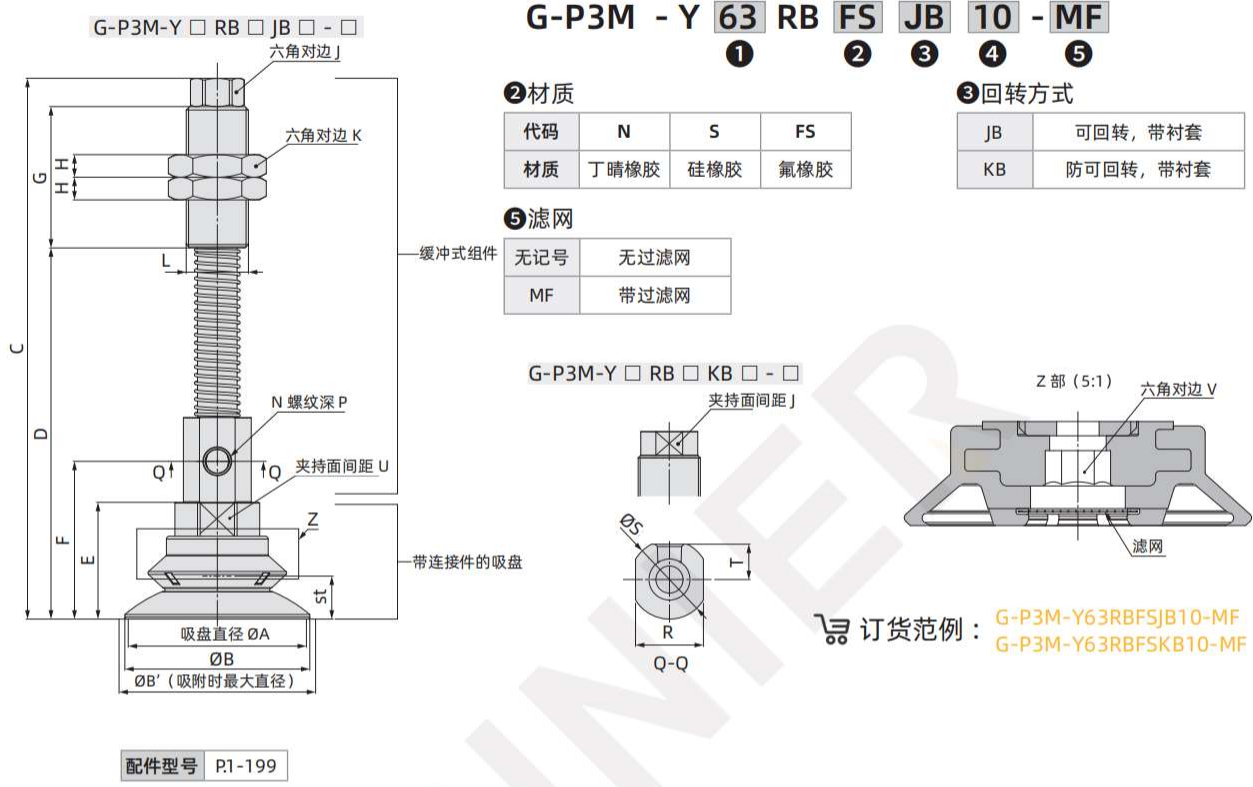 G-P3M-Y □ RB □ JB □ - □
六角对边 J
六角对边 K
G
H
H
L
缓冲式组件
C
D
N 螺纹深 P
Q
Q
夹持面间距 U
Z
F
E
st
带连接件的吸盘
吸盘直径 ØA
ØB
ØB'（吸附时最大直径）
配件型号 P.1-199
G-P3M - Y 63 RB FS JB 10 - MF
❶ ❷ ❸ ❹ ❺
❷材质
代码 N S FS
材质 丁晴橡胶 硅橡胶 氟橡胶
❸回转方式
JB 可回转，带衬套
KB 防可回转，带衬套
❺滤网
无记号 无过滤网
MF 带过滤网
G-P3M-Y □ RB □ KB □ - □
夹持面间距 J
ØS
T
R
Q-Q
Z 部（5:1）
六角对边 V
滤网
订货范例：
G-P3M-Y63RBFSJB10-MF
G-P3M-Y63RBFSKB10-MF
INER